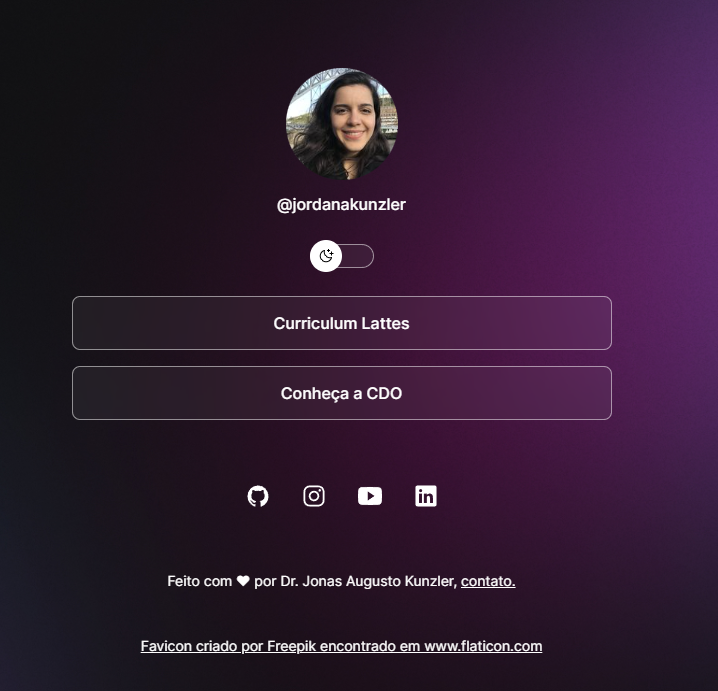 @jordanakunzler
Curriculum Lattes
Conheça a CDO
Feito com ❤ por Dr. Jonas Augusto Kunzler, contato.
Favicon criado por Freepik encontrado em www.flaticon.com